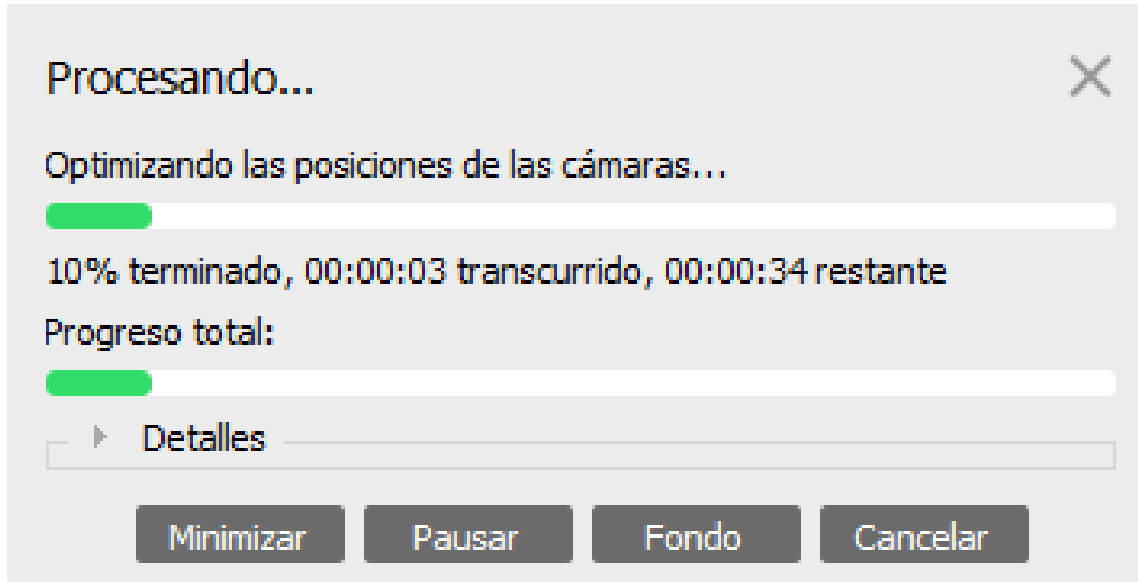 Procesando...
Optimizando las posiciones de las cámaras...
10% terminado, 00:00:03 transcurrido, 00:00:34 restante
Progreso total:
Detalles
Minimizar Pausar Fondo Cancelar